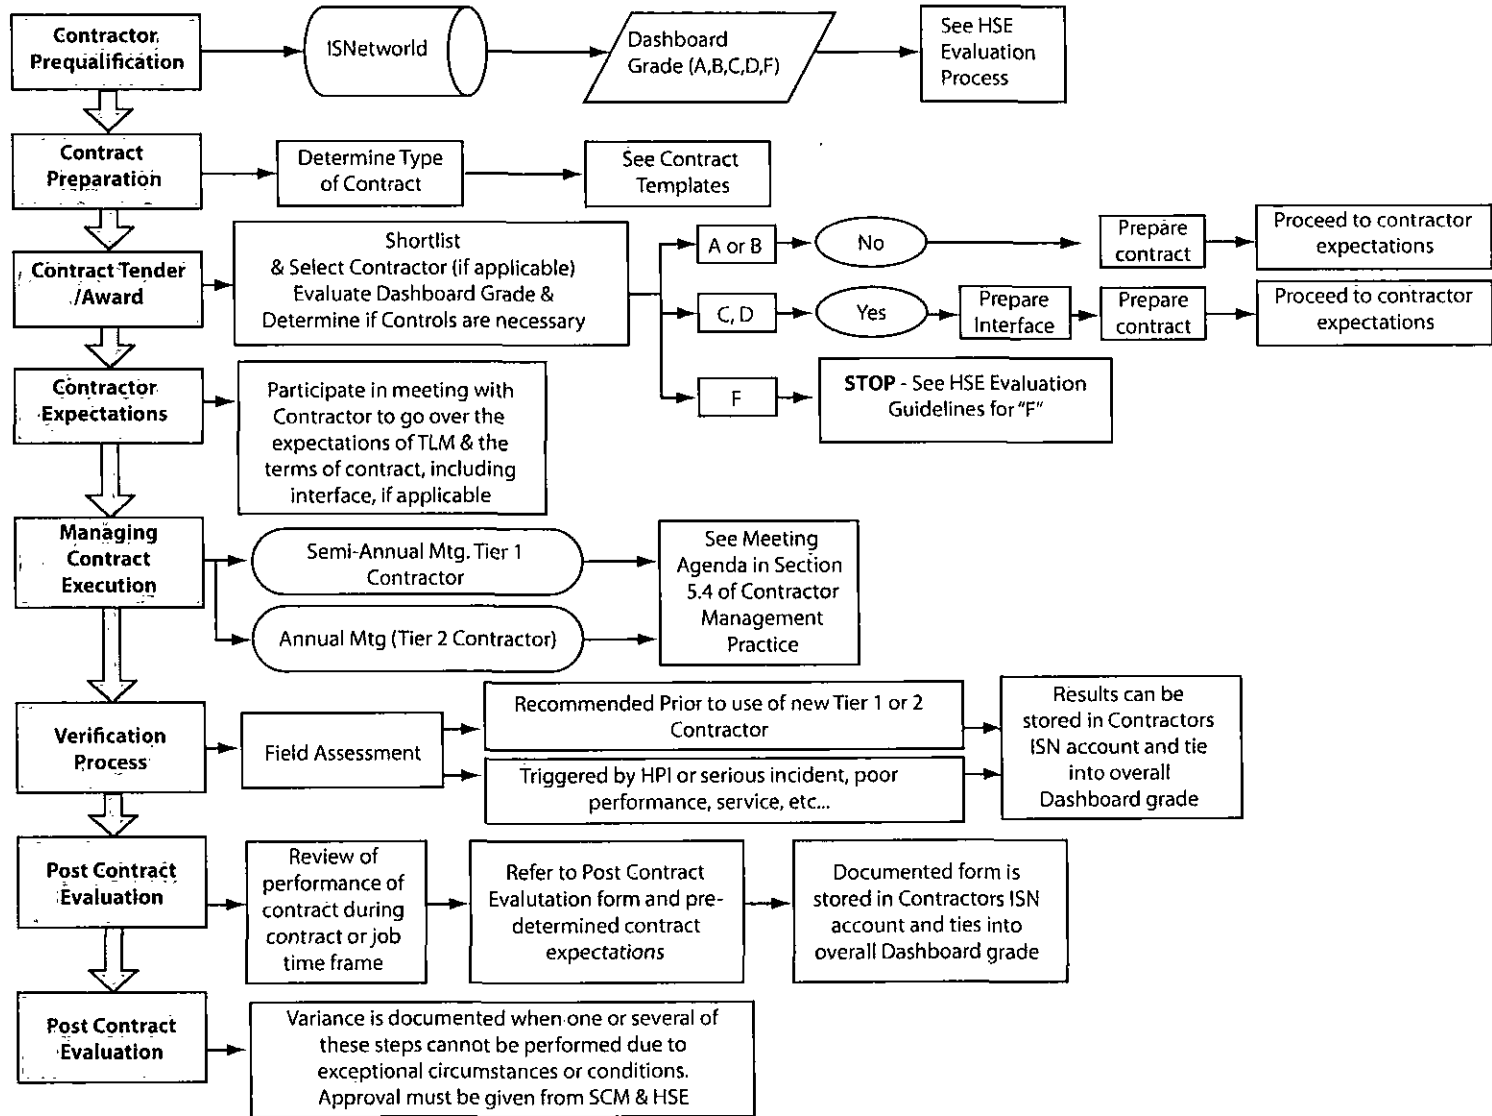 Contractor
Prequalification
ISNetworld
Dashboard
Grade (A,B,C,D,F)
See HSE
Evaluation
Process
Contract
Preparation
Determine Type
of Contract
See Contract
Templates
Contract Tender
/Award
Shortlist
& Select Contractor (if applicable)
Evaluate Dashboard Grade &
Determine if Controls are necessary
A or B
No
Prepare
contract
Proceed to contractor
expectations
C, D
Yes
Prepare
Interface
Prepare
contract
Proceed to contractor
expectations
F
STOP - See HSE Evaluation
Guidelines for "F"
Contractor
Expectations
Participate in meeting with
Contractor to go over the
expectations of TLM & the
terms of contract, including
interface, if applicable
Managing
Contract
Execution
Semi-Annual Mtg. Tier 1
Contractor
Annual Mtg (Tier 2 Contractor)
See Meeting
Agenda in Section
5.4 of Contractor
Management
Practice
Verification
Process
Field Assessment
Recommended Prior to use of new Tier 1 or 2
Contractor
Triggered by HPI or serious incident, poor
performance, service, etc...
Results can be
stored in Contractors
ISN account and tie
into overall
Dashboard grade
Post Contract
Evaluation
Review of
performance of
contract during
contract or job
time frame
Refer to Post Contract
Evalutation form and pre-
determined contract
expectations
Documented form is
stored in Contractors ISN
account and ties into
overall Dashboard grade
Post Contract
Evaluation
Variance is documented when one or several of
these steps cannot be performed due to
exceptional circumstances or conditions.
Approval must be given from SCM & HSE